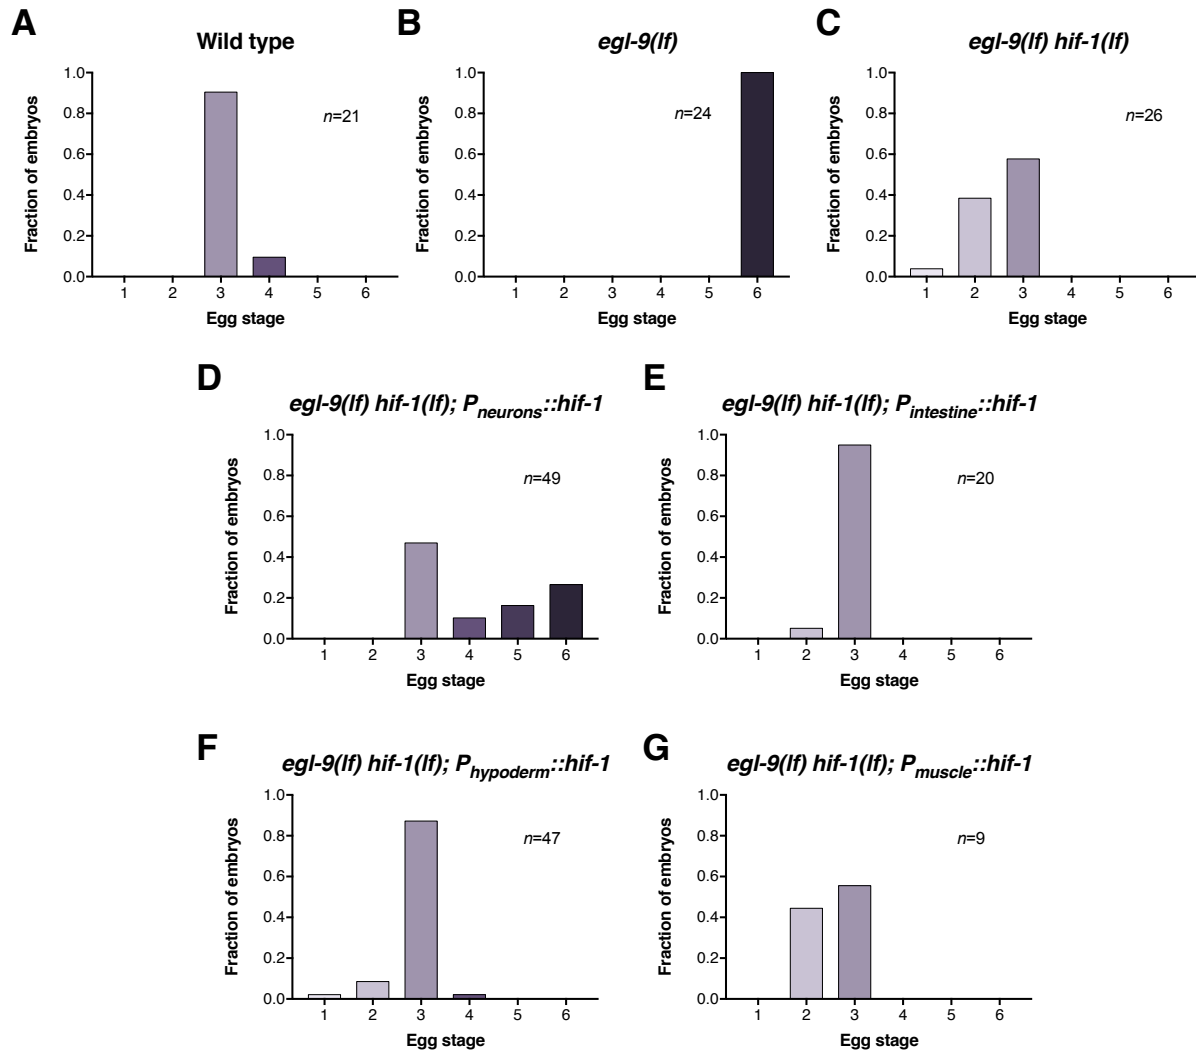 A
Wild type
Fraction of embryos
1.0
0.8
0.6
0.4
0.2
0.0
n=21
1 2 3 4 5 6
Egg stage
B
egl-9(lf)
Fraction of embryos
1.0
0.8
0.6
0.4
0.2
0.0
n=24
1 2 3 4 5 6
Egg stage
C
egl-9(lf) hif-1(lf)
Fraction of embryos
1.0
0.8
0.6
0.4
0.2
0.0
n=26
1 2 3 4 5 6
Egg stage
D
egl-9(lf) hif-1(lf); Pneurons::hif-1
Fraction of embryos
1.0
0.8
0.6
0.4
0.2
0.0
n=49
1 2 3 4 5 6
Egg stage
E
egl-9(lf) hif-1(lf); Pintestine::hif-1
Fraction of embryos
1.0
0.8
0.6
0.4
0.2
0.0
n=20
1 2 3 4 5 6
Egg stage
F
egl-9(lf) hif-1(lf); Phypoderm::hif-1
Fraction of embryos
1.0
0.8
0.6
0.4
0.2
0.0
n=47
1 2 3 4 5 6
Egg stage
G
egl-9(lf) hif-1(lf); Pmuscle::hif-1
Fraction of embryos
1.0
0.8
0.6
0.4
0.2
0.0
n=9
1 2 3 4 5 6
Egg stage